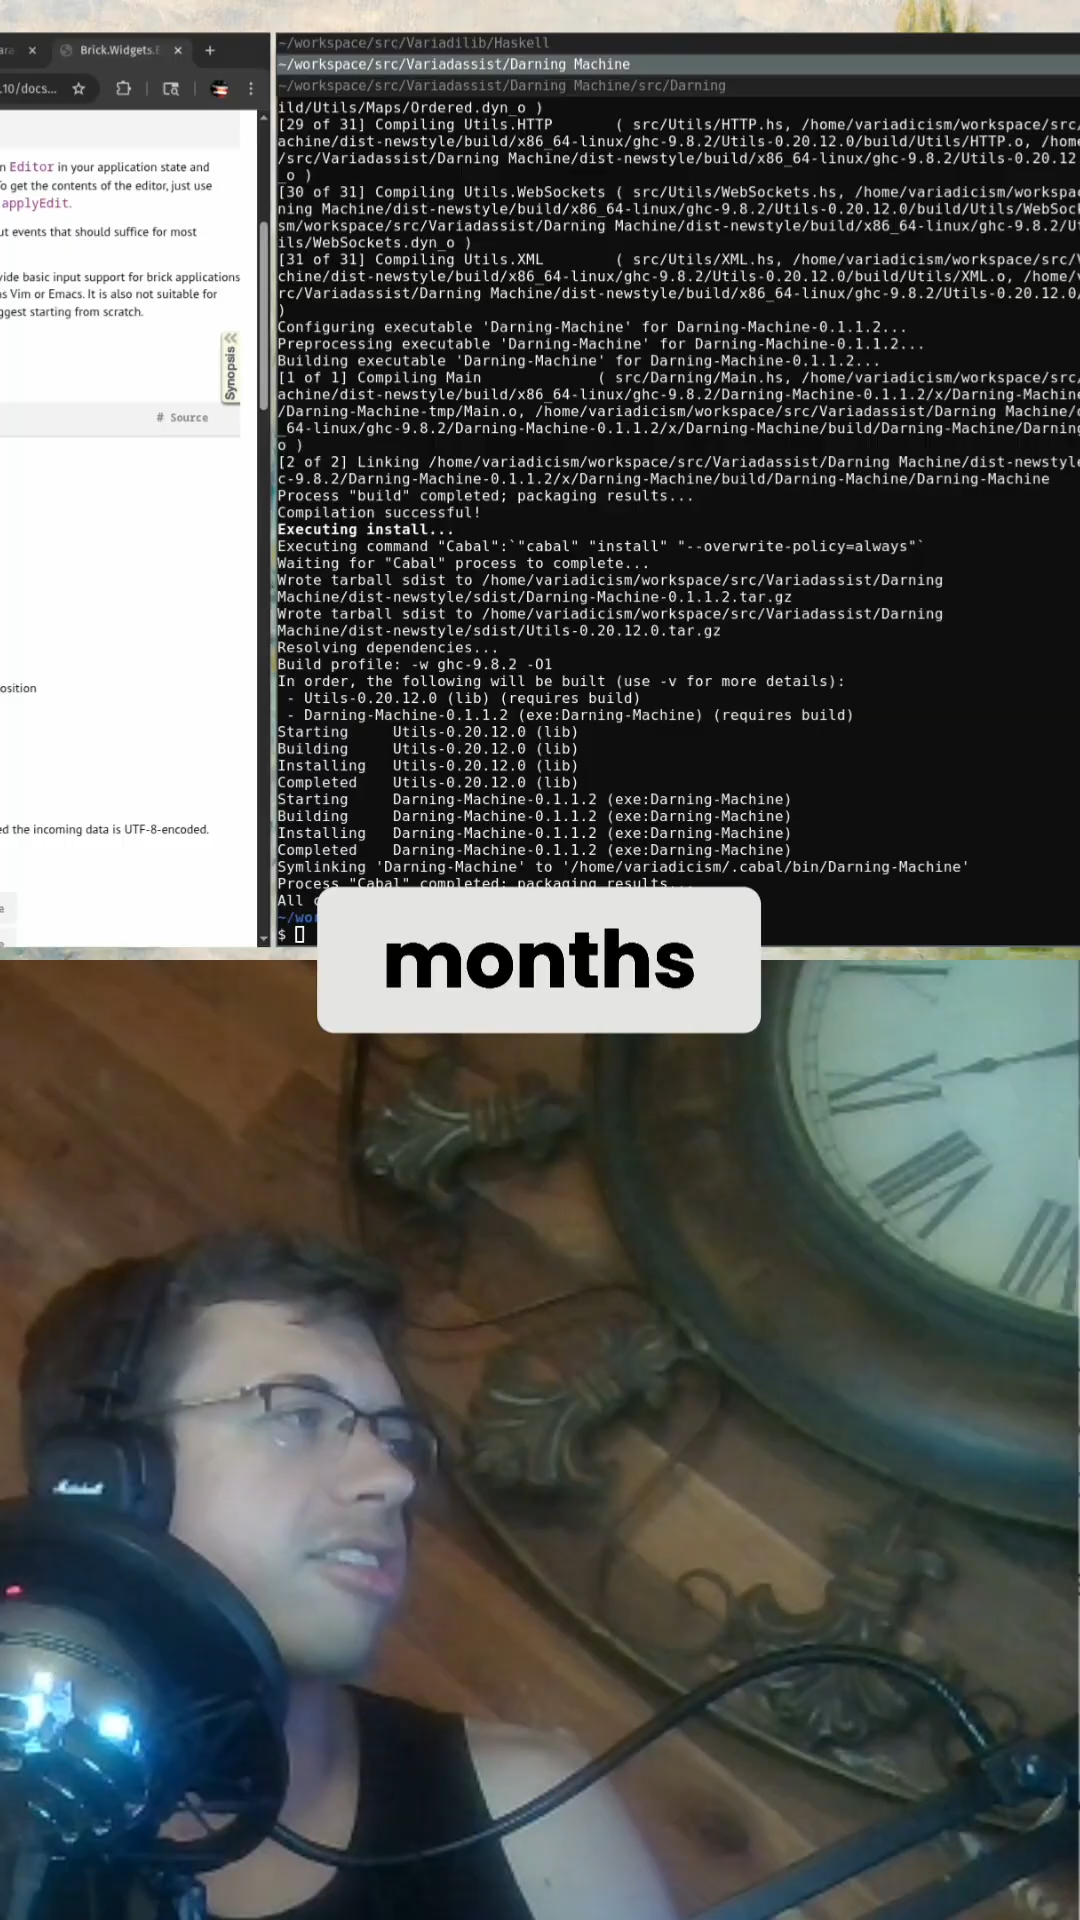 Brick.Widgets.E
.10/docs...
n Editor in your application state and
To get the contents of the editor, just use
applyEdit.
ut events that should suffice for most
vide basic input support for brick applications
as Vim or Emacs. It is also not suitable for
ggest starting from scratch.
Synopsis
# Source
osition
ed the incoming data is UTF-8-encoded.
~/workspace/src/Variadilib/Haskell
~/workspace/src/Variadassist/Darning Machine
~/workspace/src/Variadassist/Darning Machine/src/Darning
ild/Utils/Maps/Ordered.dyn_o )
[29 of 31] Compiling Utils.HTTP ( src/Utils/HTTP.hs, /home/variadicism/workspace/src/
achine/dist-newstyle/build/x86_64-linux/ghc-9.8.2/Utils-0.20.12.0/build/Utils/HTTP.o, /home
/src/Variadassist/Darning Machine/dist-newstyle/build/x86_64-linux/ghc-9.8.2/Utils-0.20.12
_o )
[30 of 31] Compiling Utils.WebSockets ( src/Utils/WebSockets.hs, /home/variadicism/workspac
ning Machine/dist-newstyle/build/x86_64-linux/ghc-9.8.2/Utils-0.20.12.0/build/Utils/WebSock
sm/workspace/src/Variadassist/Darning Machine/dist-newstyle/build/x86_64-linux/ghc-9.8.2/Ut
ils/WebSockets.dyn_o )
[31 of 31] Compiling Utils.XML ( src/Utils/XML.hs, /home/variadicism/workspace/src/V
chine/dist-newstyle/build/x86_64-linux/ghc-9.8.2/Utils-0.20.12.0/build/Utils/XML.o, /home/v
rc/Variadassist/Darning Machine/dist-newstyle/build/x86_64-linux/ghc-9.8.2/Utils-0.20.12.0/
)
Configuring executable 'Darning-Machine' for Darning-Machine-0.1.1.2...
Preprocessing executable 'Darning-Machine' for Darning-Machine-0.1.1.2...
Building executable 'Darning-Machine' for Darning-Machine-0.1.1.2...
[1 of 1] Compiling Main ( src/Darning/Main.hs, /home/variadicism/workspace/src/
achine/dist-newstyle/build/x86_64-linux/ghc-9.8.2/Darning-Machine-0.1.1.2/x/Darning-Machine
/Darning-Machine-tmp/Main.o, /home/variadicism/workspace/src/Variadassist/Darning Machine/d
_64-linux/ghc-9.8.2/Darning-Machine-0.1.1.2/x/Darning-Machine/build/Darning-Machine/Darning
o )
[2 of 2] Linking /home/variadicism/workspace/src/Variadassist/Darning Machine/dist-newstyle
c-9.8.2/Darning-Machine-0.1.1.2/x/Darning-Machine/build/Darning-Machine/Darning-Machine
Process "build" completed; packaging results...
Compilation successful!
Executing install...
Executing command "Cabal":`"cabal" "install" "--overwrite-policy=always"`
Waiting for "Cabal" process to complete...
Wrote tarball sdist to /home/variadicism/workspace/src/Variadassist/Darning
Machine/dist-newstyle/sdist/Darning-Machine-0.1.1.2.tar.gz
Wrote tarball sdist to /home/variadicism/workspace/src/Variadassist/Darning
Machine/dist-newstyle/sdist/Utils-0.20.12.0.tar.gz
Resolving dependencies...
Build profile: -w ghc-9.8.2 -O1
In order, the following will be built (use -v for more details):
- Utils-0.20.12.0 (lib) (requires build)
- Darning-Machine-0.1.1.2 (exe:Darning-Machine) (requires build)
Starting Utils-0.20.12.0 (lib)
Building Utils-0.20.12.0 (lib)
Installing Utils-0.20.12.0 (lib)
Completed Utils-0.20.12.0 (lib)
Starting Darning-Machine-0.1.1.2 (exe:Darning-Machine)
Building Darning-Machine-0.1.1.2 (exe:Darning-Machine)
Installing Darning-Machine-0.1.1.2 (exe:Darning-Machine)
Completed Darning-Machine-0.1.1.2 (exe:Darning-Machine)
Symlinking 'Darning-Machine' to '/home/variadicism/.cabal/bin/Darning-Machine'
Process "Cabal" completed; packaging results...
All
~/wor
$
months
Marshall